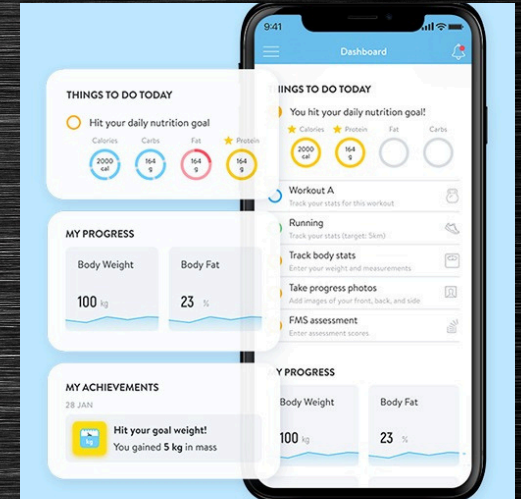 THINGS TO DO TODAY
Hit your daily nutrition goal
Calories Carbs Fat Protein
2000 cal
164 g
164 g
164 g
MY PROGRESS
Body Weight
Body Fat
100 kg
23 %
MY ACHIEVEMENTS
28 JAN
kg
Hit your goal weight!
You gained 5 kg in mass
9:41
Dashboard
INGS TO DO TODAY
You hit your daily nutrition goal!
Calories Protein Fat Carbs
2000 cal
164 g
Workout A
Track your stats for this workout
Running
Track your stats (target: 5km)
Track body stats
Enter your weight and measurements
Take progress photos
Add images of your front, back, and side
FMS assessment
Enter assessment scores
Y PROGRESS
Body Weight
Body Fat
100 kg
23 %